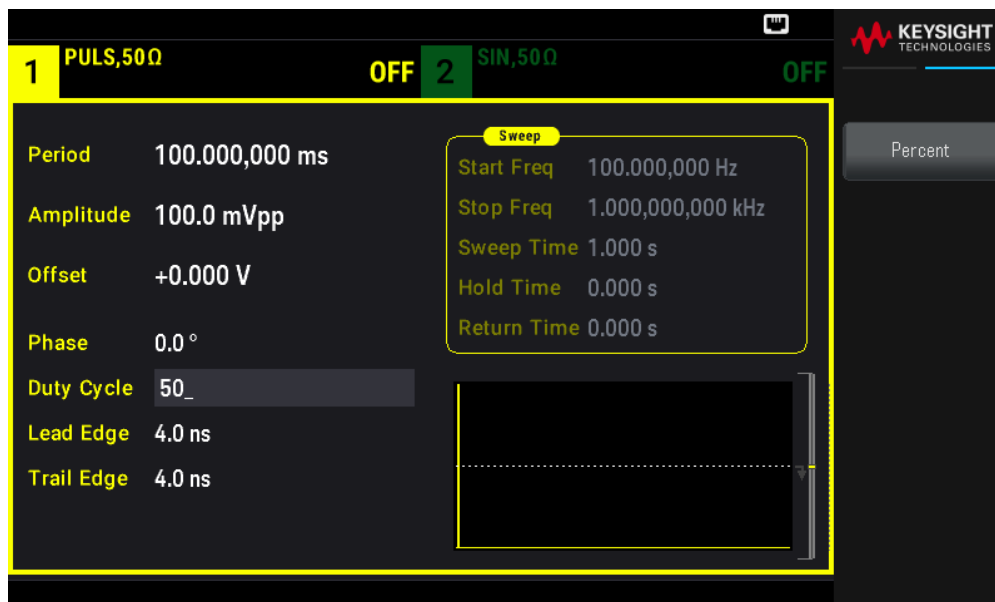 KEYSIGHT
TECHNOLOGIES
1 PULS,50Ω OFF 2 SIN,50Ω OFF
Period 100.000,000 ms
Amplitude 100.0 mVpp
Offset +0.000 V
Phase 0.0 °
Duty Cycle 50_
Lead Edge 4.0 ns
Trail Edge 4.0 ns
Sweep
Start Freq 100.000,000 Hz
Stop Freq 1.000,000,000 kHz
Sweep Time 1.000 s
Hold Time 0.000 s
Return Time 0.000 s
Percent